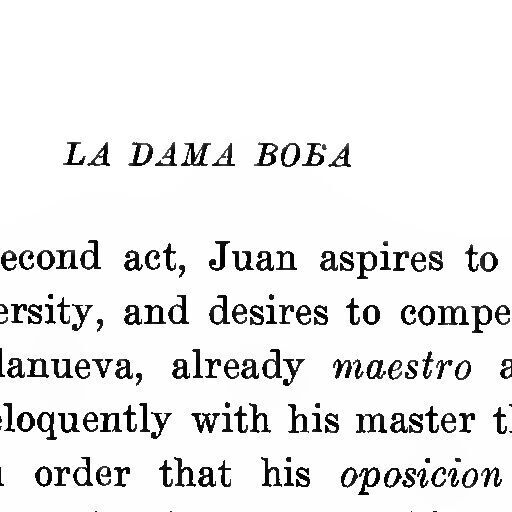 LA DAMA BOBA
econd act, Juan aspires to
ersity, and desires to compe
lanueva, already maestro a
eloquently with his master th
order that his oposicion